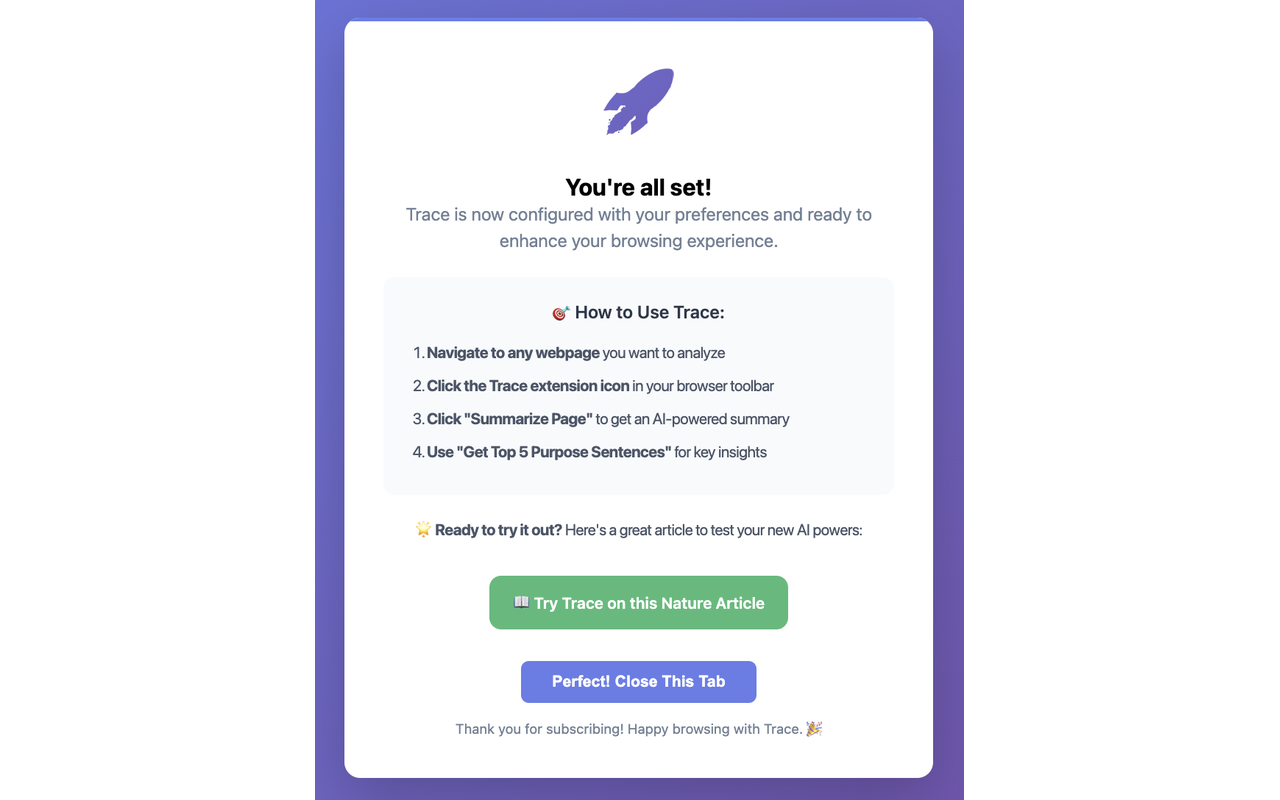 You're all set!
Trace is now configured with your preferences and ready to
enhance your browsing experience.
🎯 How to Use Trace:
1. Navigate to any webpage you want to analyze
2. Click the Trace extension icon in your browser toolbar
3. Click "Summarize Page" to get an AI-powered summary
4. Use "Get Top 5 Purpose Sentences" for key insights
🌟 Ready to try it out? Here's a great article to test your new AI powers:
📖 Try Trace on this Nature Article
Perfect! Close This Tab
Thank you for subscribing! Happy browsing with Trace. 🎉